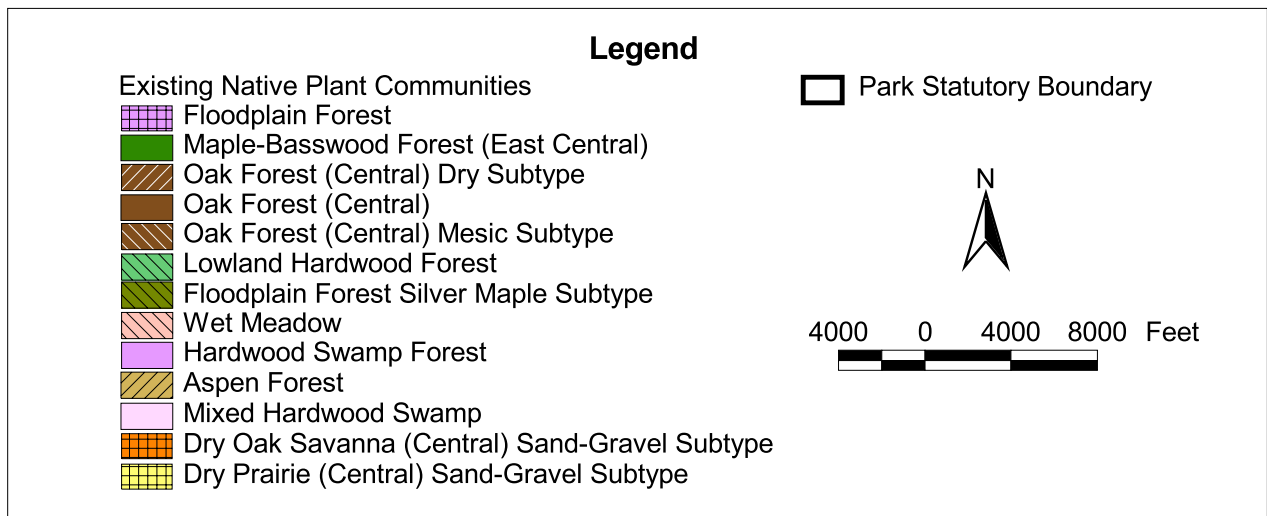 Legend
Existing Native Plant Communities
Floodplain Forest
Maple-Basswood Forest (East Central)
Oak Forest (Central) Dry Subtype
Oak Forest (Central)
Oak Forest (Central) Mesic Subtype
Lowland Hardwood Forest
Floodplain Forest Silver Maple Subtype
Wet Meadow
Hardwood Swamp Forest
Aspen Forest
Mixed Hardwood Swamp
Dry Oak Savanna (Central) Sand-Gravel Subtype
Dry Prairie (Central) Sand-Gravel Subtype
Park Statutory Boundary
N
4000 0 4000 8000 Feet